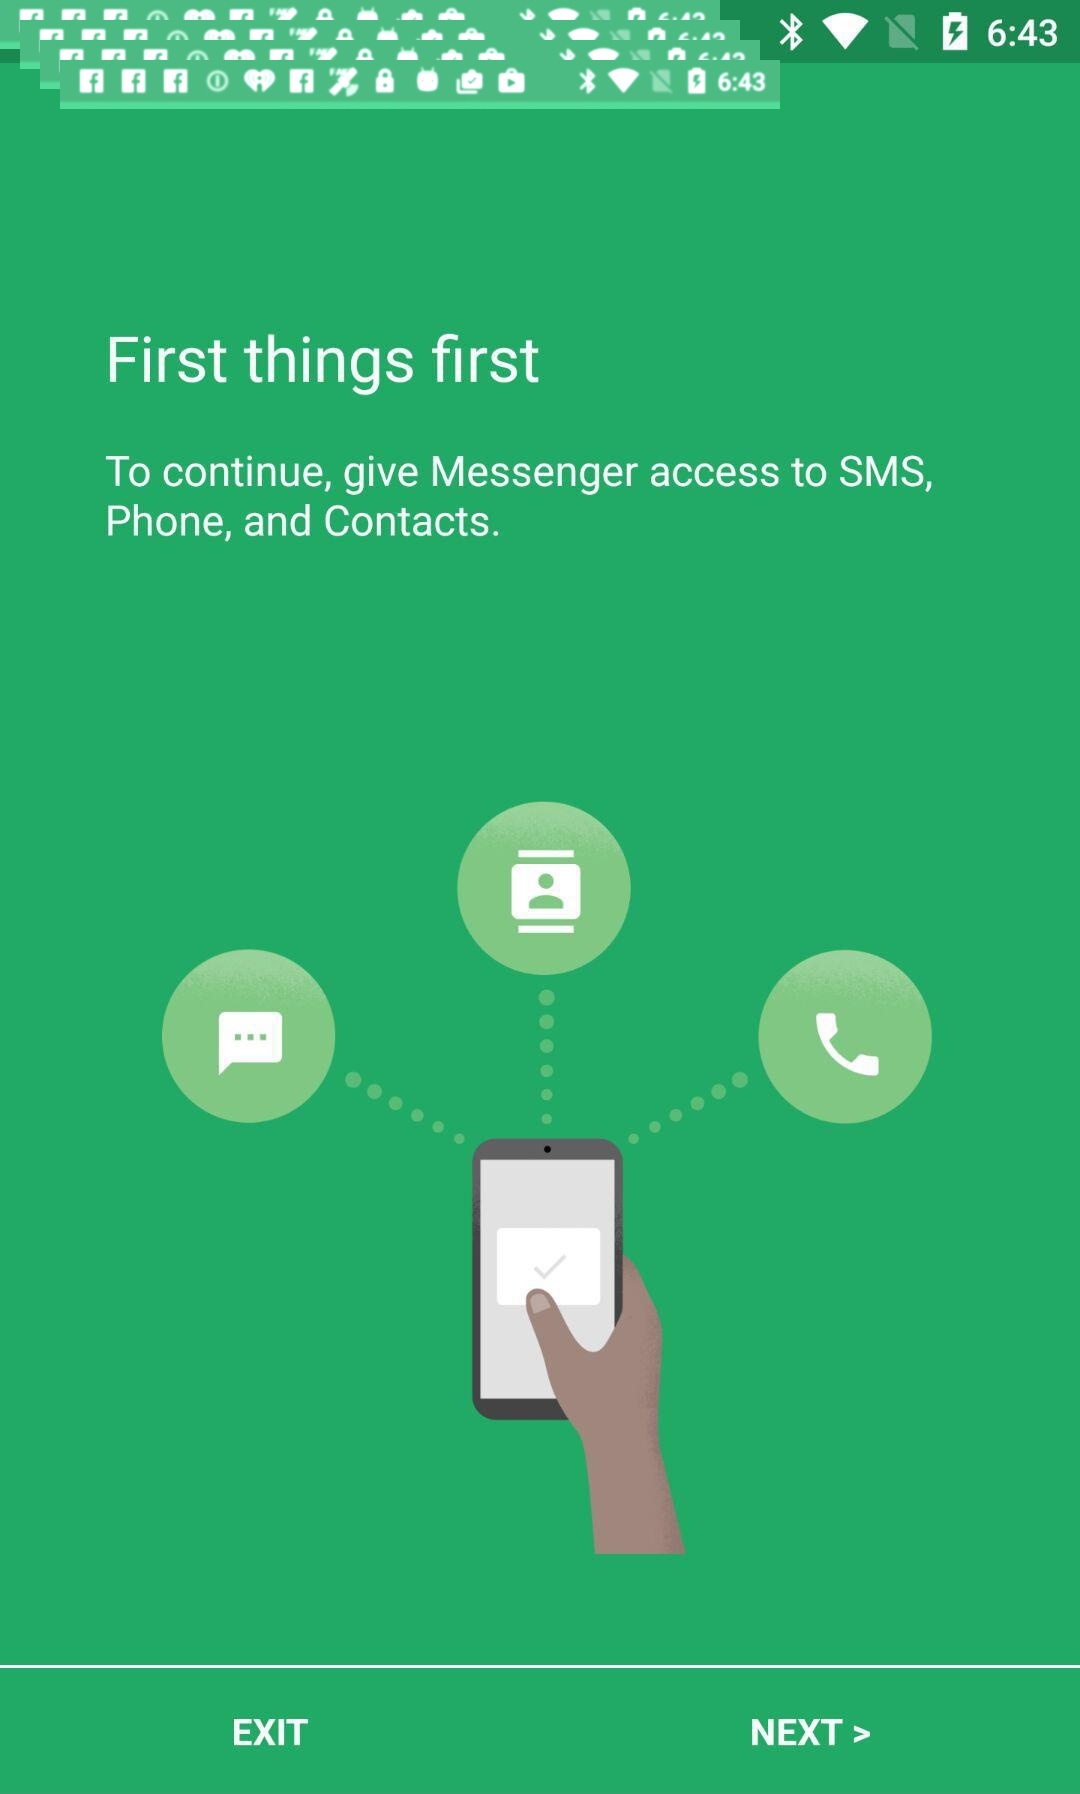 6:43
6:43
First things first
To continue, give Messenger access to SMS,
Phone, and Contacts.
EXIT
NEXT >